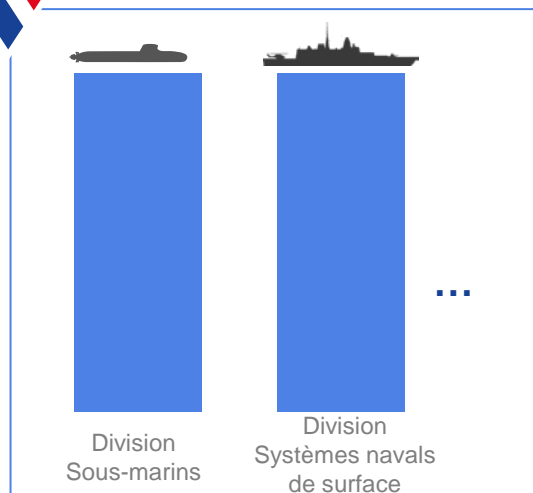 ...
Division
Sous-marins
Division
Systèmes navals
de surface